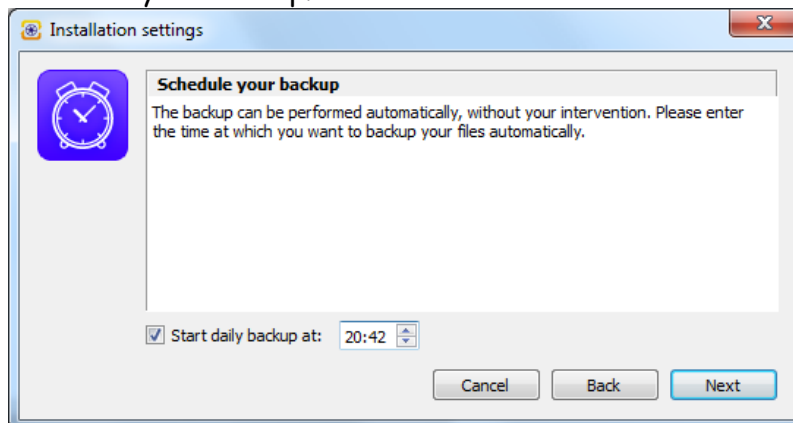 Installation settings
Schedule your backup
The backup can be performed automatically, without your intervention. Please enter
the time at which you want to backup your files automatically.
Start daily backup at: 20:42
Cancel Back Next